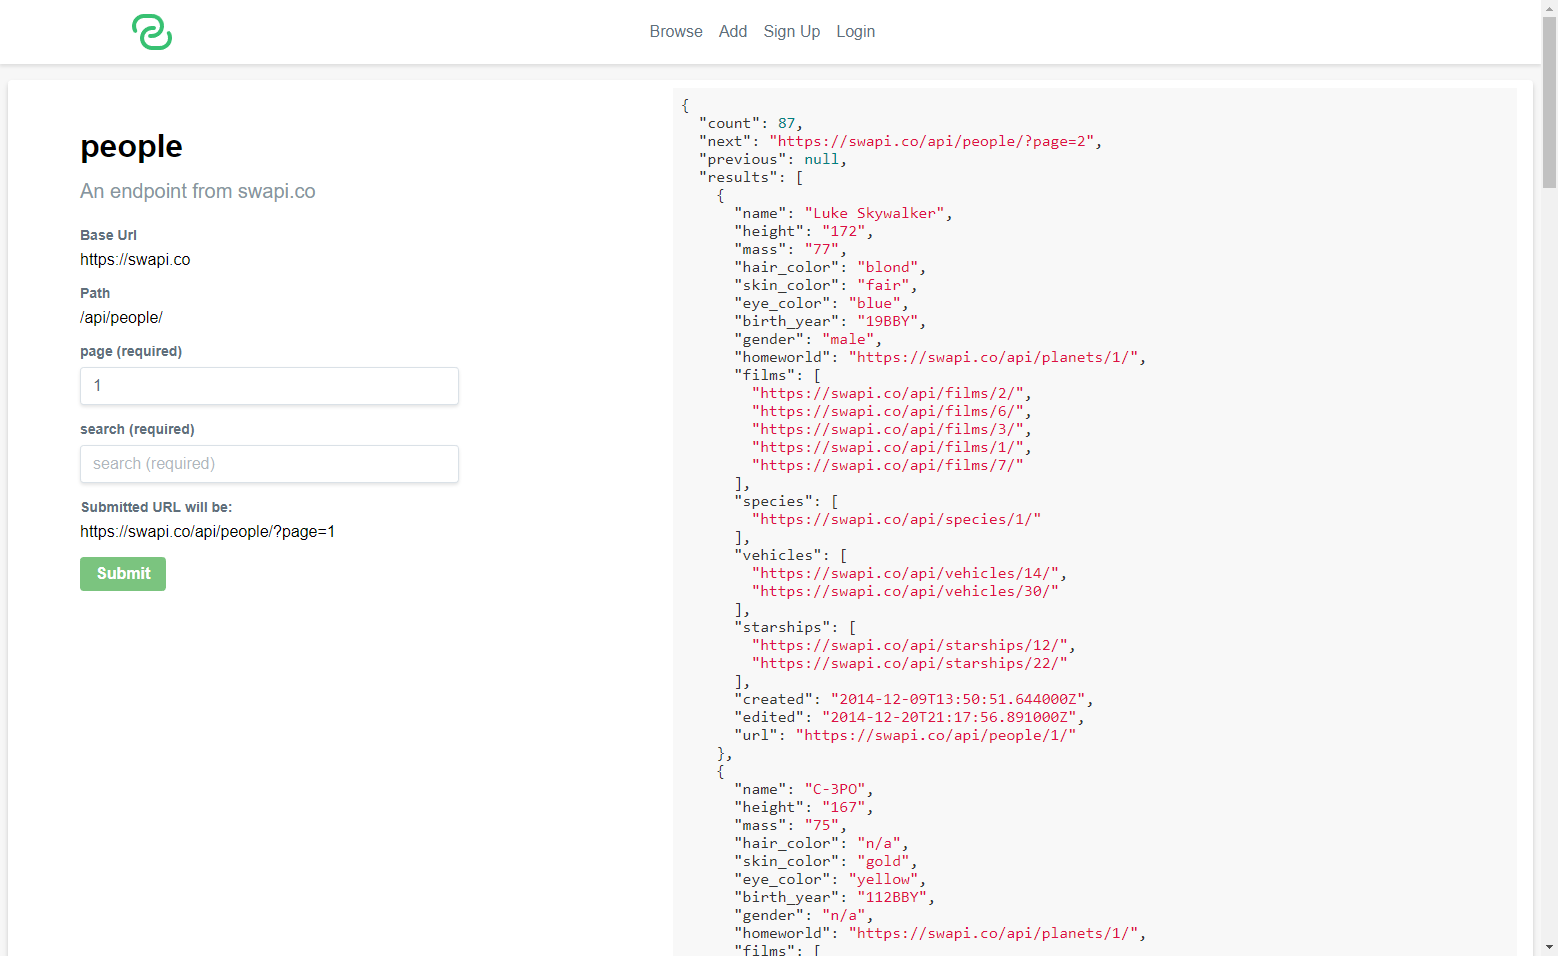 Browse Add Sign Up Login
people
An endpoint from swapi.co
Base Url
https://swapi.co
Path
/api/people/
page (required)
1
search (required)
search (required)
Submitted URL will be:
https://swapi.co/api/people/?page=1
Submit
{
"count": 87,
"next": "https://swapi.co/api/people/?page=2",
"previous": null,
"results": [
{
"name": "Luke Skywalker",
"height": "172",
"mass": "77",
"hair_color": "blond",
"skin_color": "fair",
"eye_color": "blue",
"birth_year": "19BBY",
"gender": "male",
"homeworld": "https://swapi.co/api/planets/1/",
"films": [
"https://swapi.co/api/films/2/",
"https://swapi.co/api/films/6/",
"https://swapi.co/api/films/3/",
"https://swapi.co/api/films/1/",
"https://swapi.co/api/films/7/"
],
"species": [
"https://swapi.co/api/species/1/"
],
"vehicles": [
"https://swapi.co/api/vehicles/14/",
"https://swapi.co/api/vehicles/30/"
],
"starships": [
"https://swapi.co/api/starships/12/",
"https://swapi.co/api/starships/22/"
],
"created": "2014-12-09T13:50:51.644000Z",
"edited": "2014-12-20T21:17:56.891000Z",
"url": "https://swapi.co/api/people/1/"
},
{
"name": "C-3PO",
"height": "167",
"mass": "75",
"hair_color": "n/a",
"skin_color": "gold",
"eye_color": "yellow",
"birth_year": "112BBY",
"gender": "n/a",
"homeworld": "https://swapi.co/api/planets/1/",
"films": [